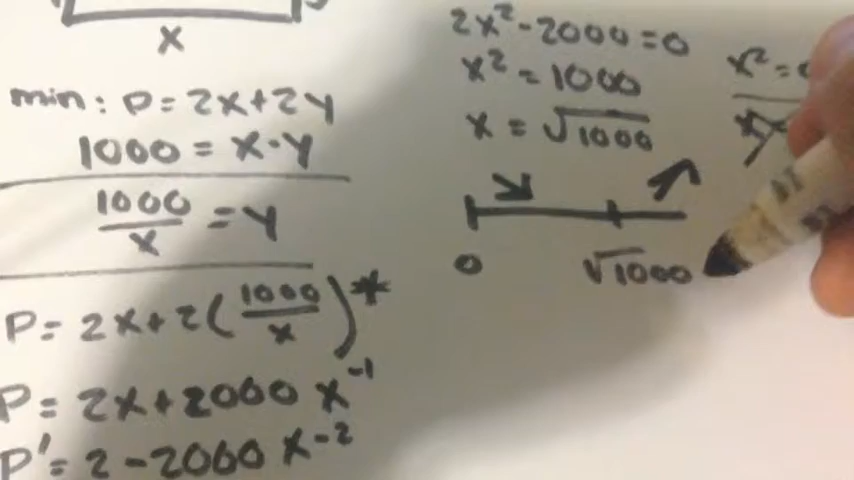 x
min: P = 2x+2y
1000 = x·y
1000/x = y
P = 2x+2(1000/x)*
P = 2x+2000 x^-1
P' = 2-2000 x^-2
2x²-2000=0
x² = 1000
x = √1000
x² =
0
√1000